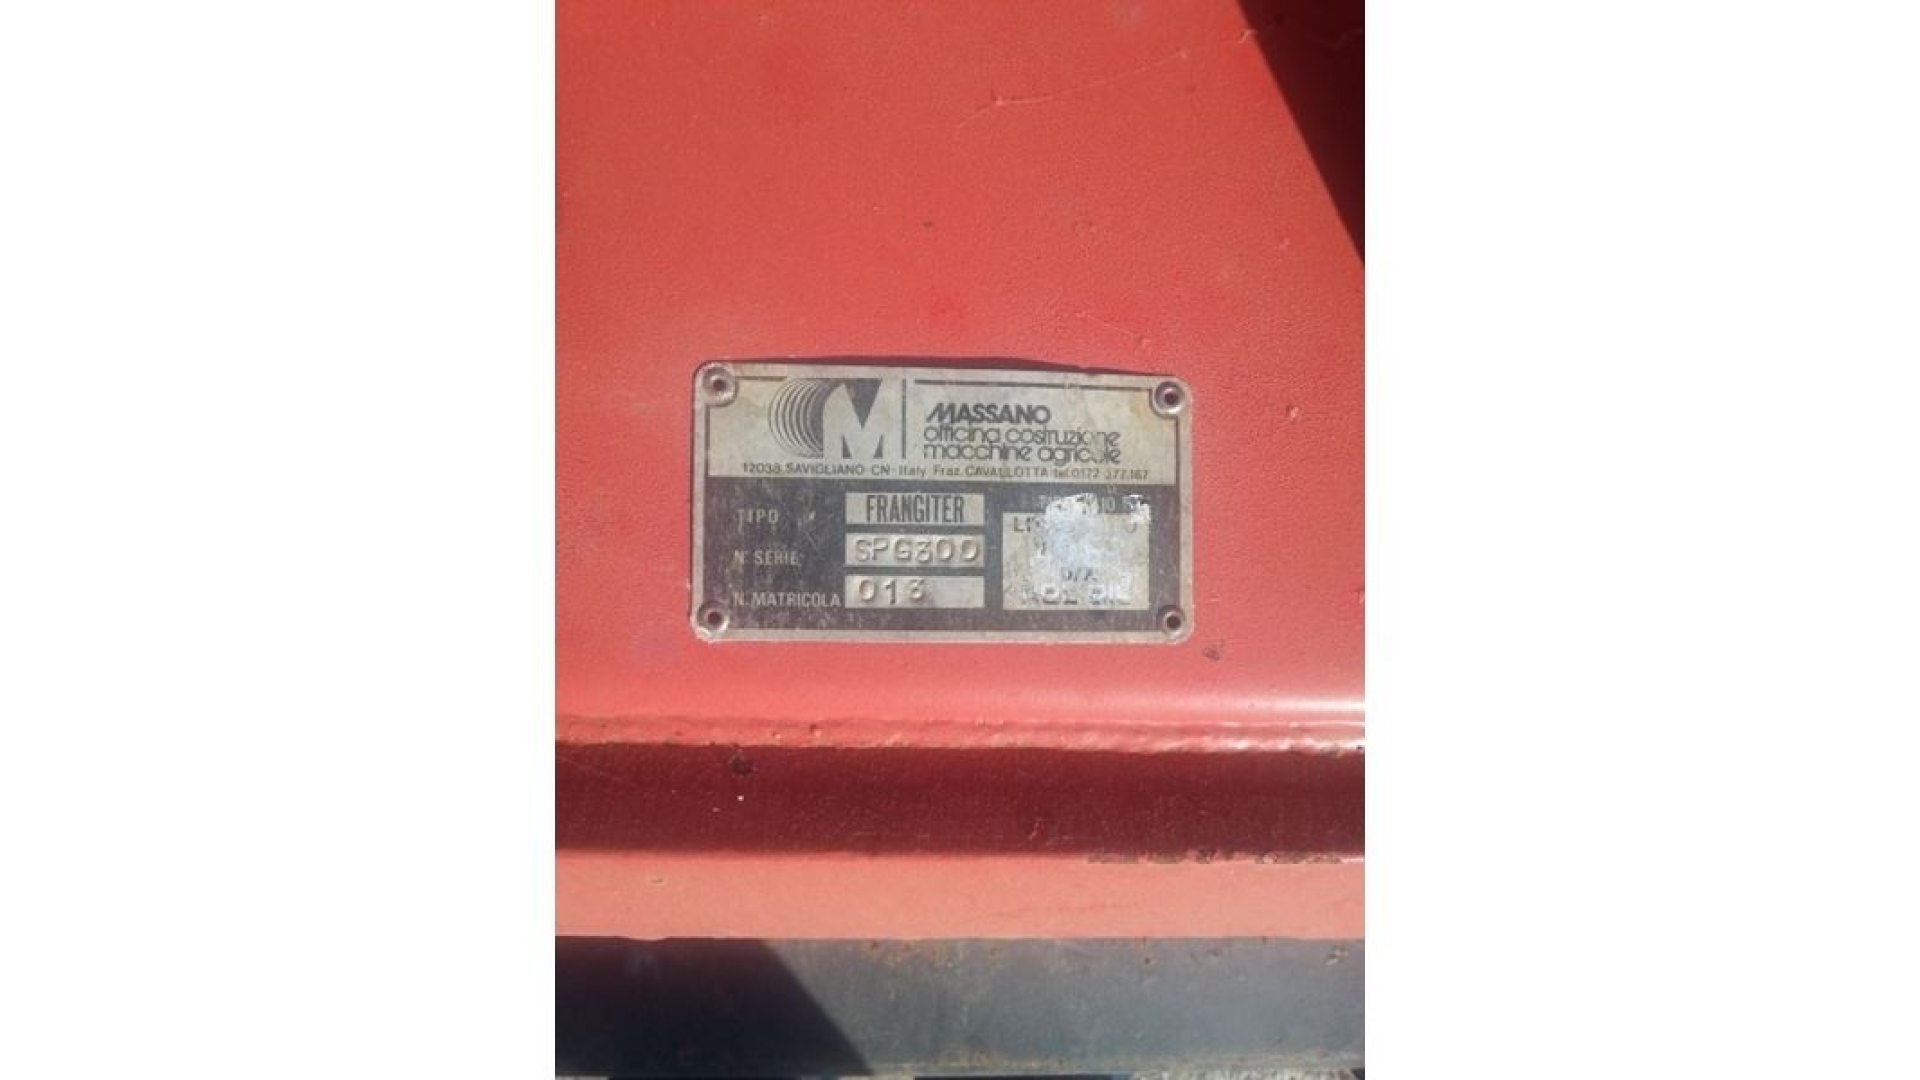 CM
MASSANO
officina costruzione
macchine agricole
12038 SAVIGLIANO-CN-Italy Fraz. CAVALLOTTA tel.0172 377.167
TIPO FRANGITER
N° SERIE SPG300
N. MATRICOLA 013